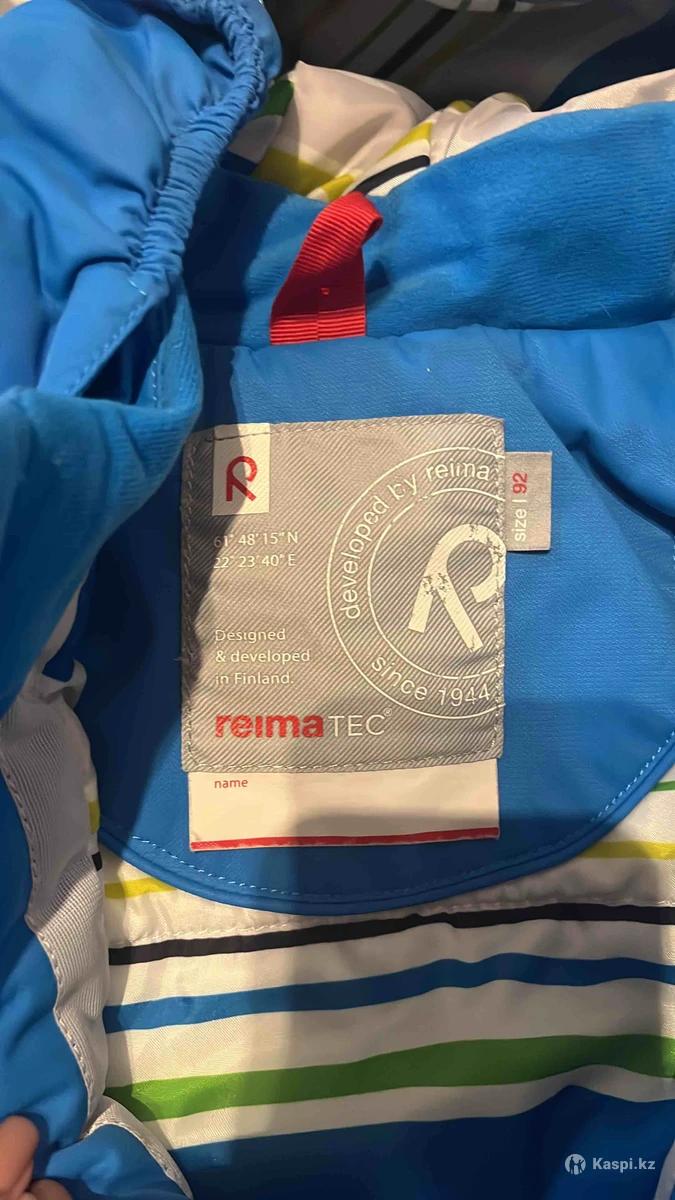 61° 48' 15" N
22° 23' 40" E
developed by reima
since 1944
size | 92
Designed
& developed
in Finland.
reimaTEC®
name
Kaspi.kz